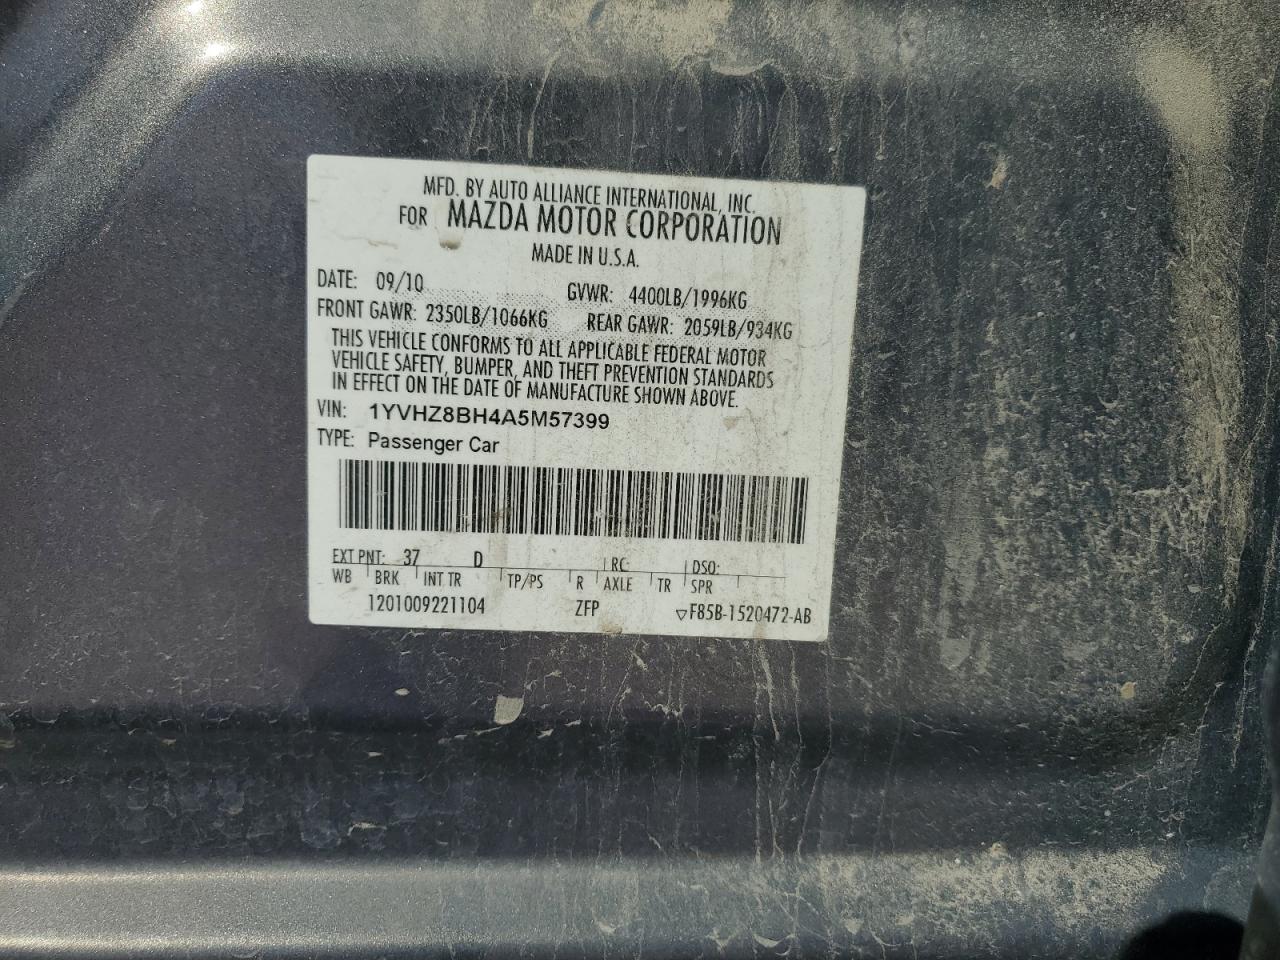 MFD. BY AUTO ALLIANCE INTERNATIONAL, INC.
FOR MAZDA MOTOR CORPORATION
MADE IN U.S.A.
DATE: 09/10 GVWR: 4400LB/1996KG
FRONT GAWR: 2350LB/1066KG REAR GAWR: 2059LB/934KG
THIS VEHICLE CONFORMS TO ALL APPLICABLE FEDERAL MOTOR
VEHICLE SAFETY, BUMPER, AND THEFT PREVENTION STANDARDS
IN EFFECT ON THE DATE OF MANUFACTURE SHOWN ABOVE.
VIN: 1YVHZ8BH4A5M57399
TYPE: Passenger Car
EXT PNT: 37 D RC: DSO:
WB BRK INT TR TP/PS R AXLE TR SPR
1201009221104 ZFP ▽F85B-1520472-AB